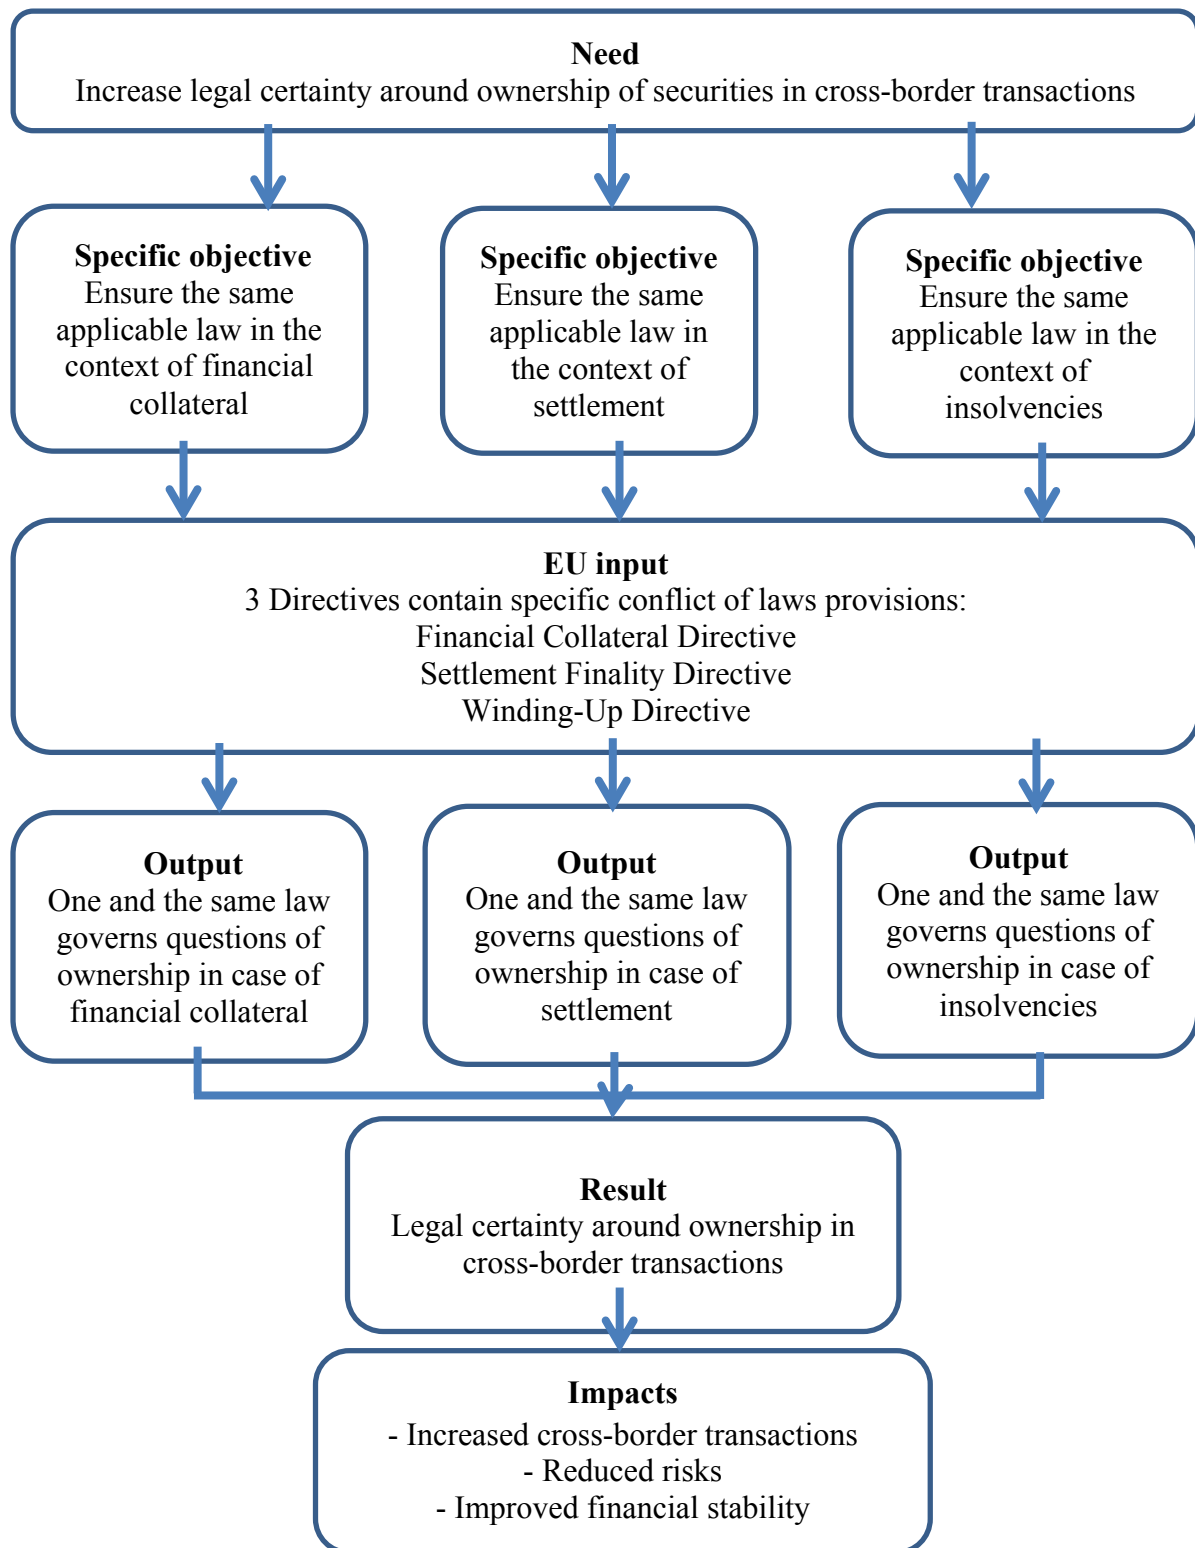 Need
Increase legal certainty around ownership of securities in cross-border transactions
Specific objective
Ensure the same
applicable law in the
context of financial
collateral
Specific objective
Ensure the same
applicable law in
the context of
settlement
Specific objective
Ensure the same
applicable law in the
context of
insolvencies
EU input
3 Directives contain specific conflict of laws provisions:
Financial Collateral Directive
Settlement Finality Directive
Winding-Up Directive
Output
One and the same law
governs questions of
ownership in case of
financial collateral
Output
One and the same law
governs questions of
ownership in case of
settlement
Output
One and the same law
governs questions of
ownership in case of
insolvencies
Result
Legal certainty around ownership in
cross-border transactions
Impacts
- Increased cross-border transactions
- Reduced risks
- Improved financial stability